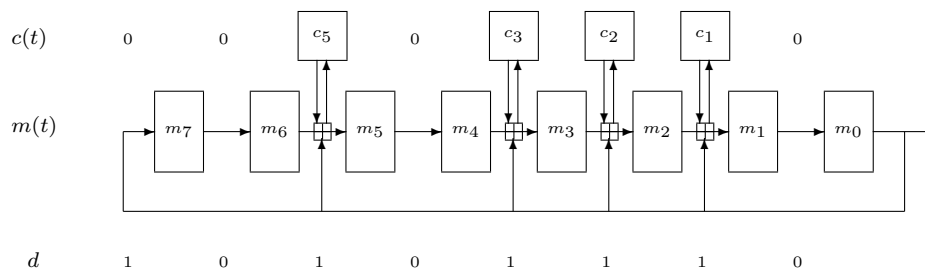 c(t) 0 0 c₅ 0 c₃ c₂ c₁ 0
m(t) m₇ m₆ m₅ m₄ m₃ m₂ m₁ m₀
d 1 0 1 0 1 1 1 0